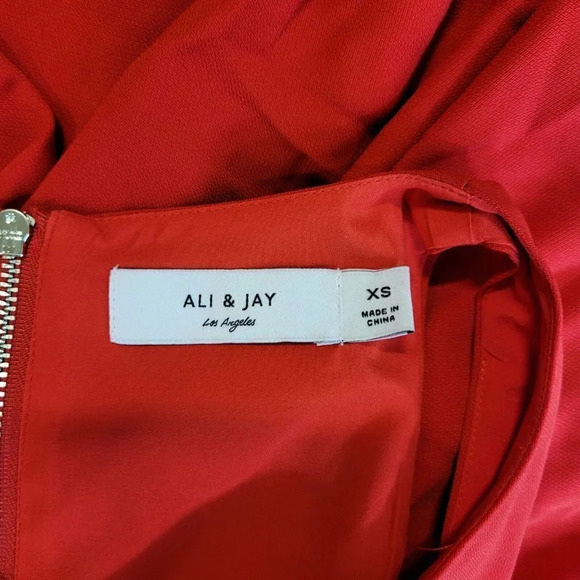 ALI & JAY
Los Angeles
XS
MADE IN
CHINA